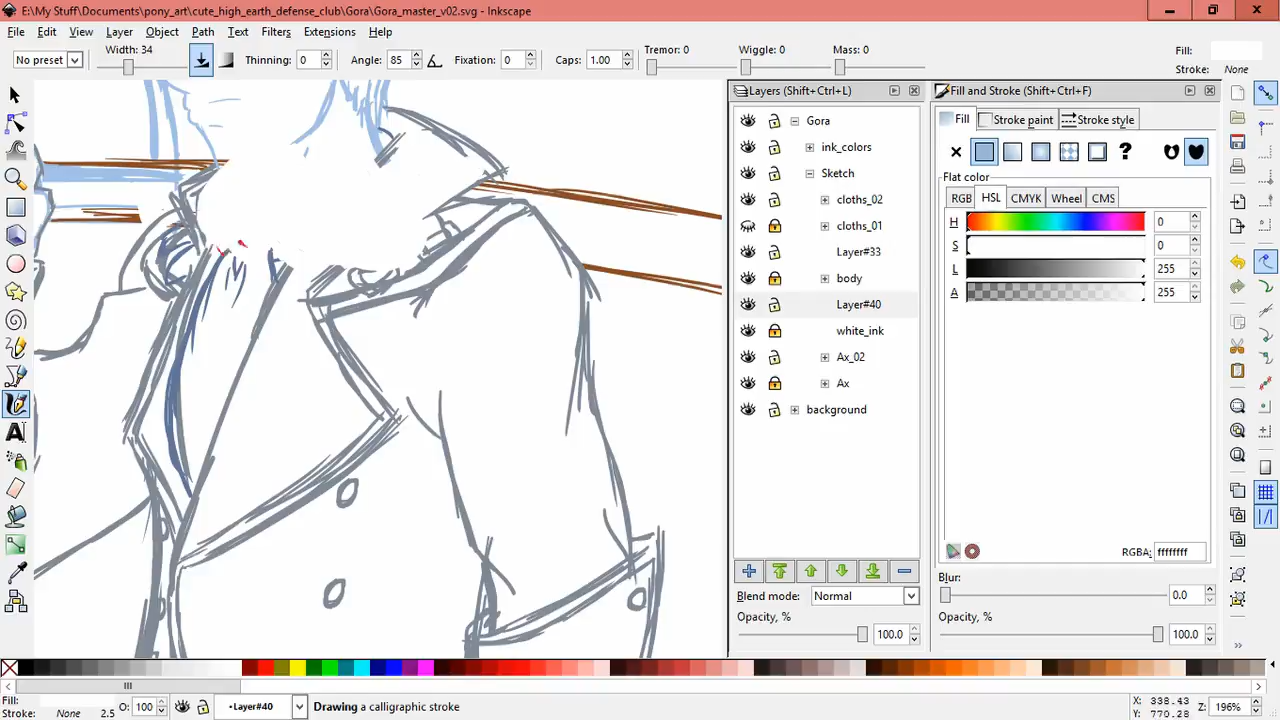 E:\My Stuff\Documents\pony_art\cute_high_earth_defense_club\Gora\Gora_master_v02.svg - Inkscape
File Edit View Layer Object Path Filters Text Extensions Help
No preset Width: 34 Thinning: 0 Angle: 85 Fixation: 0 Caps: 1.00 Tremor: 0 Wiggle: 0 Mass: 0 Fill:
Stroke: None
Layers (Shift+Ctrl+L)
Gora
ink_colors
Sketch
cloths_02
cloths_01
Layer#33
body
Layer#40
white_ink
Ax_02
Ax
background
Blend mode: Normal
Opacity, % 100.0
Fill and Stroke (Shift+Ctrl+F)
Fill Stroke paint Stroke style
?
Flat color
RGB HSL CMYK Wheel CMS
H 0
S 0
L 255
A 255
RGBA: ffffffff
Blur:
0.0
Opacity, %
100.0
Fill:
Stroke: None 2.5 O: 100 •Layer#40 Drawing a calligraphic stroke
X: 338.43
Y: 770.28
Z: 196%